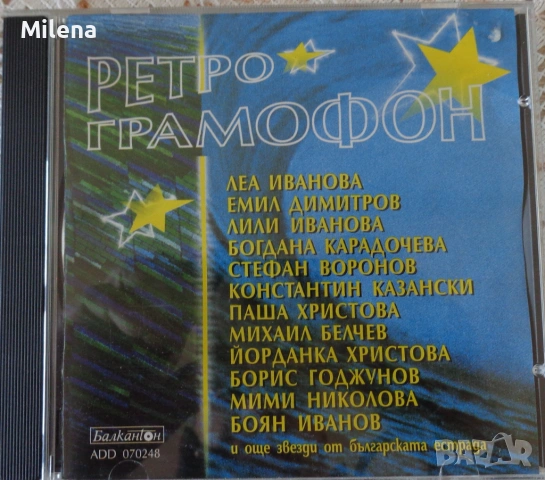 Milena
РЕТРО
ГРАМОФОН
ЛЕА ИВАНОВА
ЕМИЛ ДИМИТРОВ
ЛИЛИ ИВАНОВА
БОГДАНА КАРАДОЧЕВА
СТЕФАН ВОРОНОВ
КОНСТАНТИН КАЗАНСКИ
ПАША ХРИСТОВА
МИХАИЛ БЕЛЧЕВ
ЙОРДАНКА ХРИСТОВА
БОРИС ГОДЖУНОВ
МИМИ НИКОЛОВА
БОЯН ИВАНОВ
и още звезди от българската естрада
Балкантон
ADD 070248
BAZAR